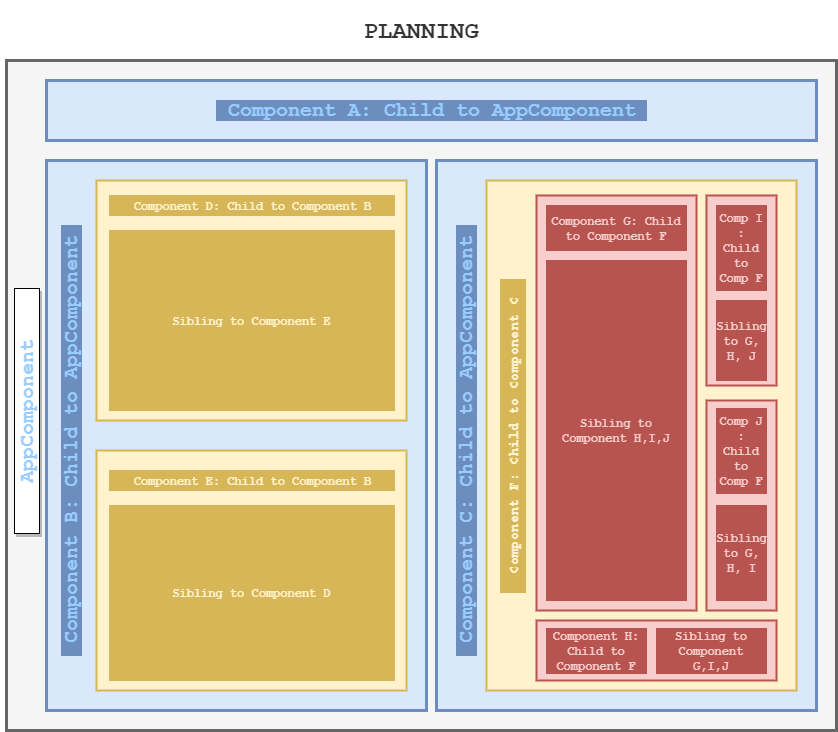 PLANNING
Component A: Child to AppComponent
AppComponent
Component B: Child to AppComponent
Component D: Child to Component B
Sibling to Component E
Component E: Child to Component B
Sibling to Component D
Component C: Child to AppComponent
Component F: Child to Component C
Component G: Child
to Component F
Sibling to
Component H,I,J
Comp I
:
Child
to
Comp F
Sibling
to G,
H, J
Comp J
:
Child
to
Comp F
Sibling
to G,
H, I
Component H:
Child to
Component F
Sibling to
Component
G,I,J